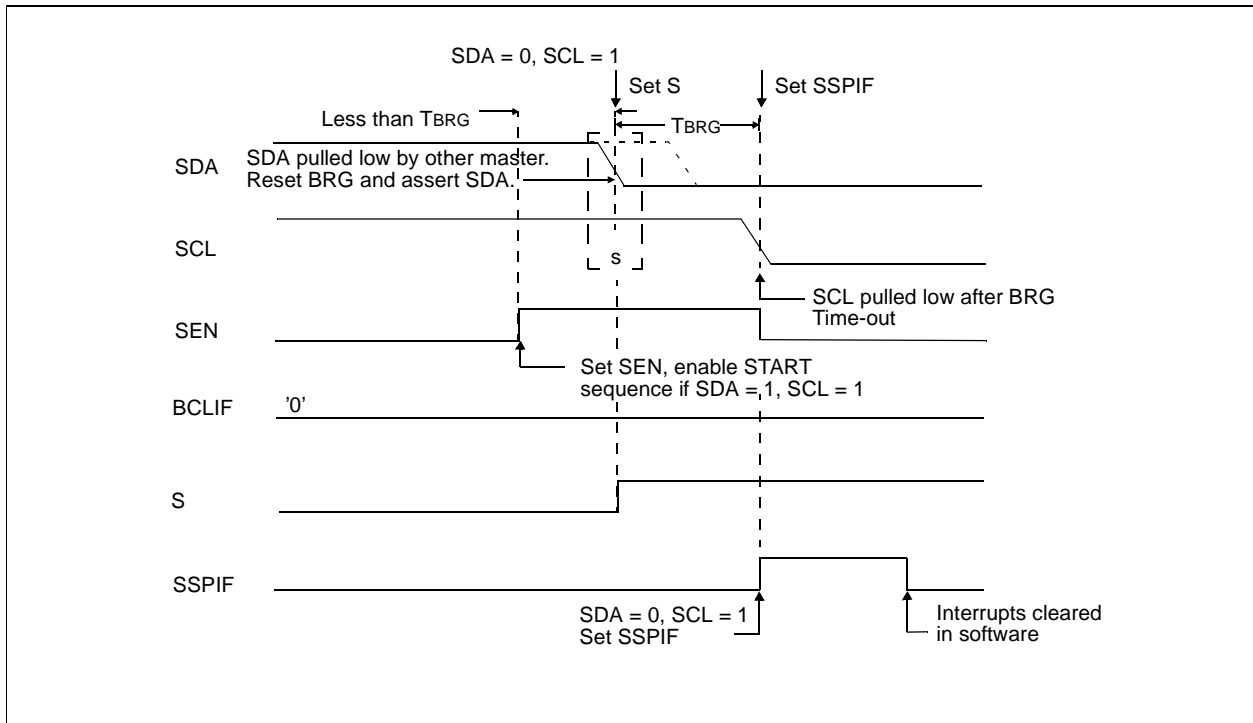 SDA = 0, SCL = 1
Set S
Set SSPIF
Less than TBRG
TBRG
SDA
SDA pulled low by other master.
Reset BRG and assert SDA.
SCL
s
SCL pulled low after BRG
Time-out
SEN
Set SEN, enable START
sequence if SDA = 1, SCL = 1
BCLIF
'0'
S
SSPIF
SDA = 0, SCL = 1
Set SSPIF
Interrupts cleared
in software